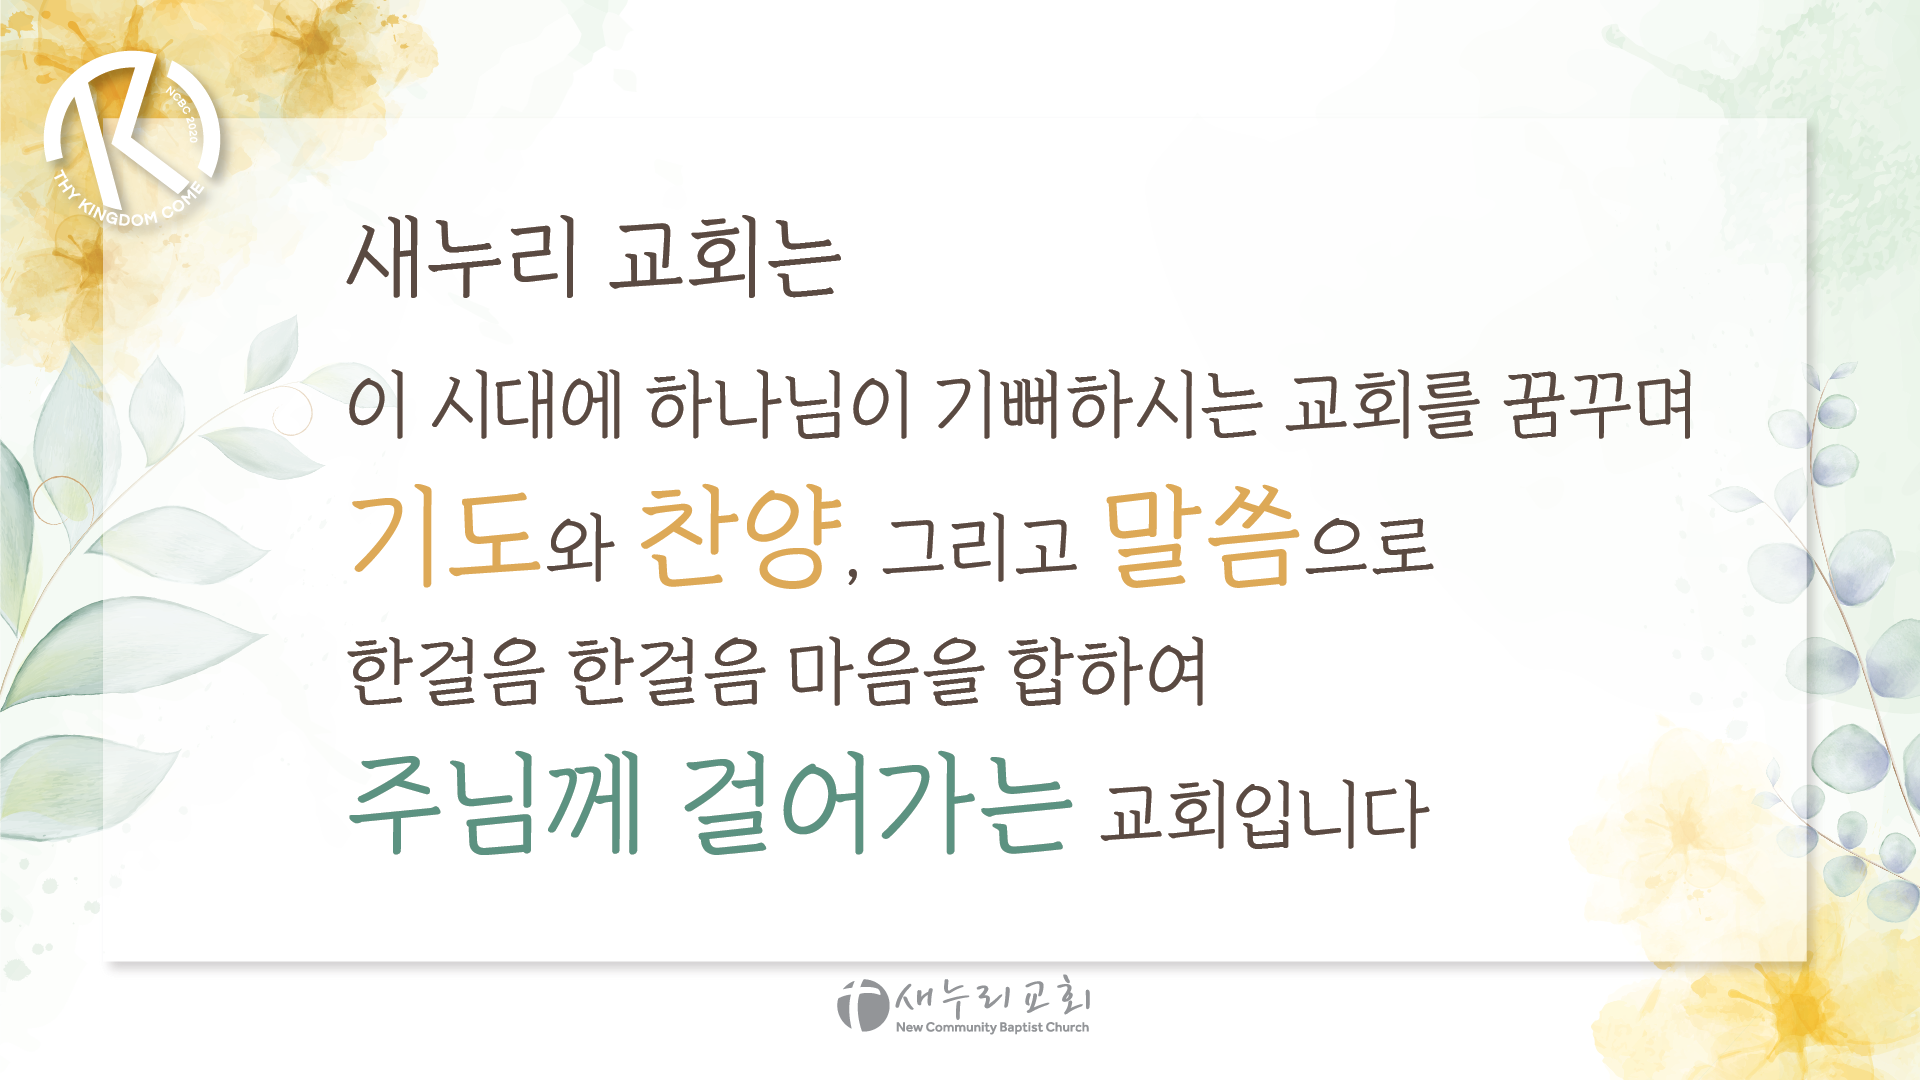 NCBC 2020
THY KINGDOM COME
새누리 교회는
이 시대에 하나님이 기뻐하시는 교회를 꿈꾸며
기도와 찬양, 그리고 말씀으로
한걸음 한걸음 마음을 합하여
주님께 걸어가는 교회입니다
새누리교회
New Community Baptist Church